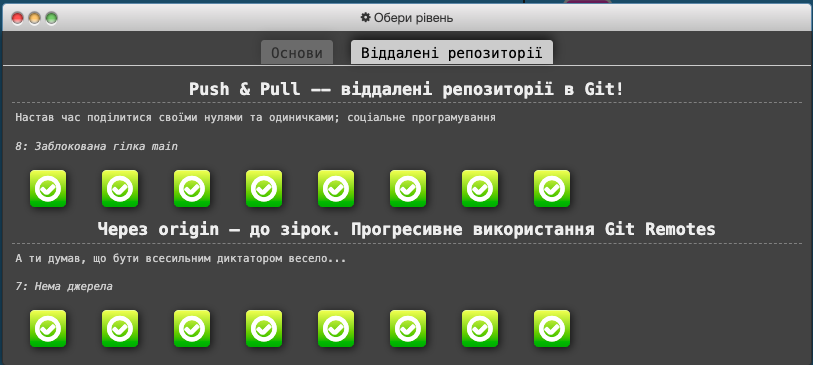 Обери рівень
Основи Віддалені репозиторії
Push & Pull –– віддалені репозиторії в Git!
Настав час поділитися своїми нулями та одиничками; соціальне програмування
8: Заблокована гілка main
Через origin – до зірок. Прогресивне використання Git Remotes
А ти думав, що бути всесильним диктатором весело...
7: Нема джерела